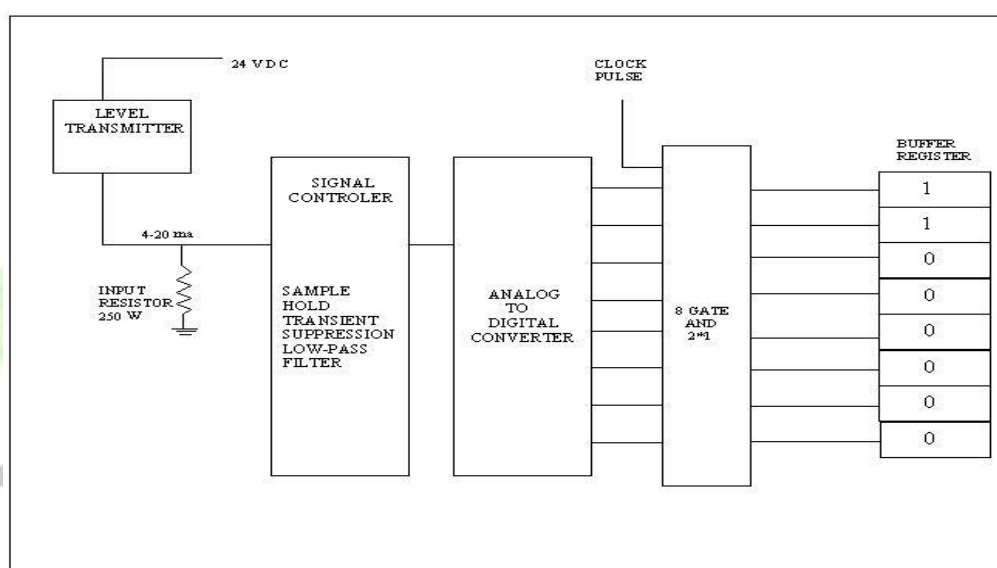 24 VDC
CLOCK
PULSE
LEVEL
TRANSMITTER
BUFFER
REGISTER
SIGNAL
CONTROLER
4-20 ma
INPUT
RESISTOR
250 W
SAMPLE
HOLD
TRANSIENT
SUPPRESSION
LOW-PASS
FILTER
ANALOG
TO
DIGITAL
CONVERTER
8 GATE
AND
2*1
1
1
0
0
0
0
0
0